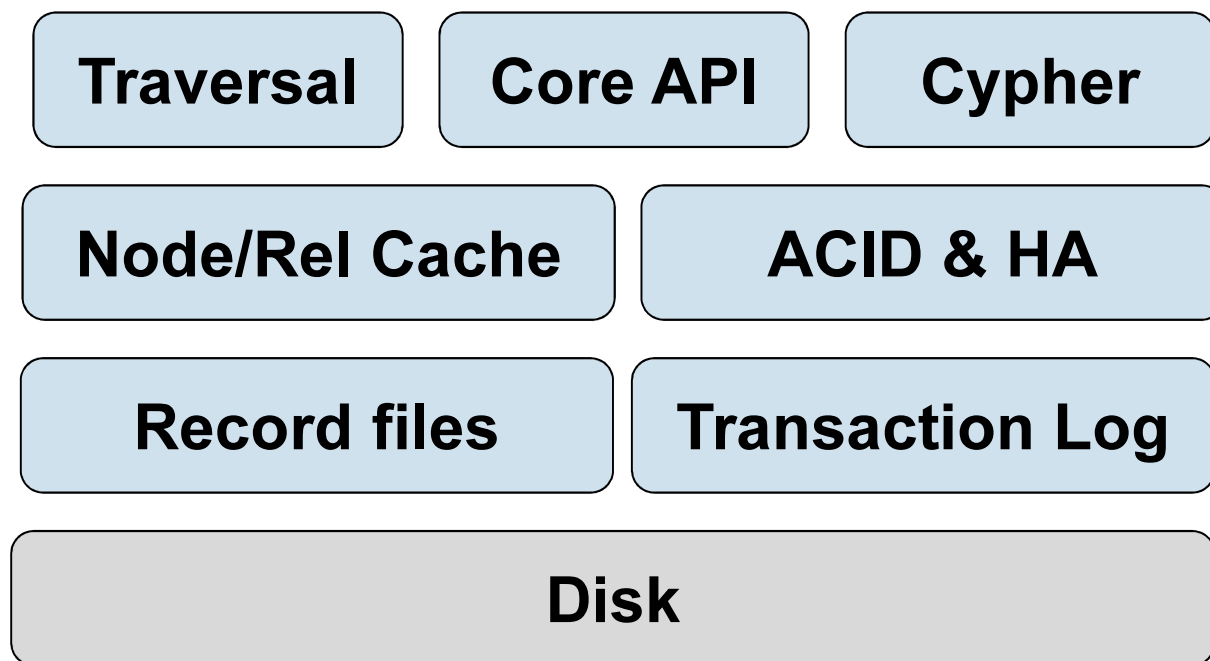 Traversal Core API Cypher
Node/Rel Cache ACID & HA
Record files Transaction Log
Disk